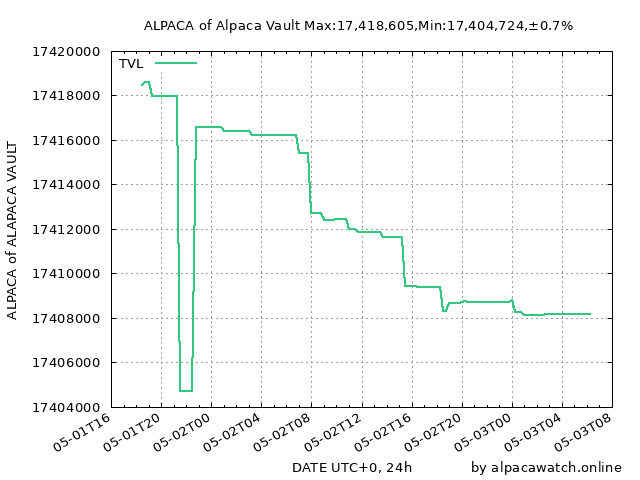 ALPACA of Alpaca Vault Max:17,418,605,Min:17,404,724,±0.7%
TVL
17420000
17418000
17416000
17414000
17412000
17410000
17408000
17406000
17404000
ALPACA of ALAPACA VAULT
05-01T16
05-01T20
05-02T00
05-02T04
05-02T08
05-02T12
05-02T16
05-02T20
05-03T00
05-03T04
05-03T08
DATE UTC+0, 24h
by alpacawatch.online